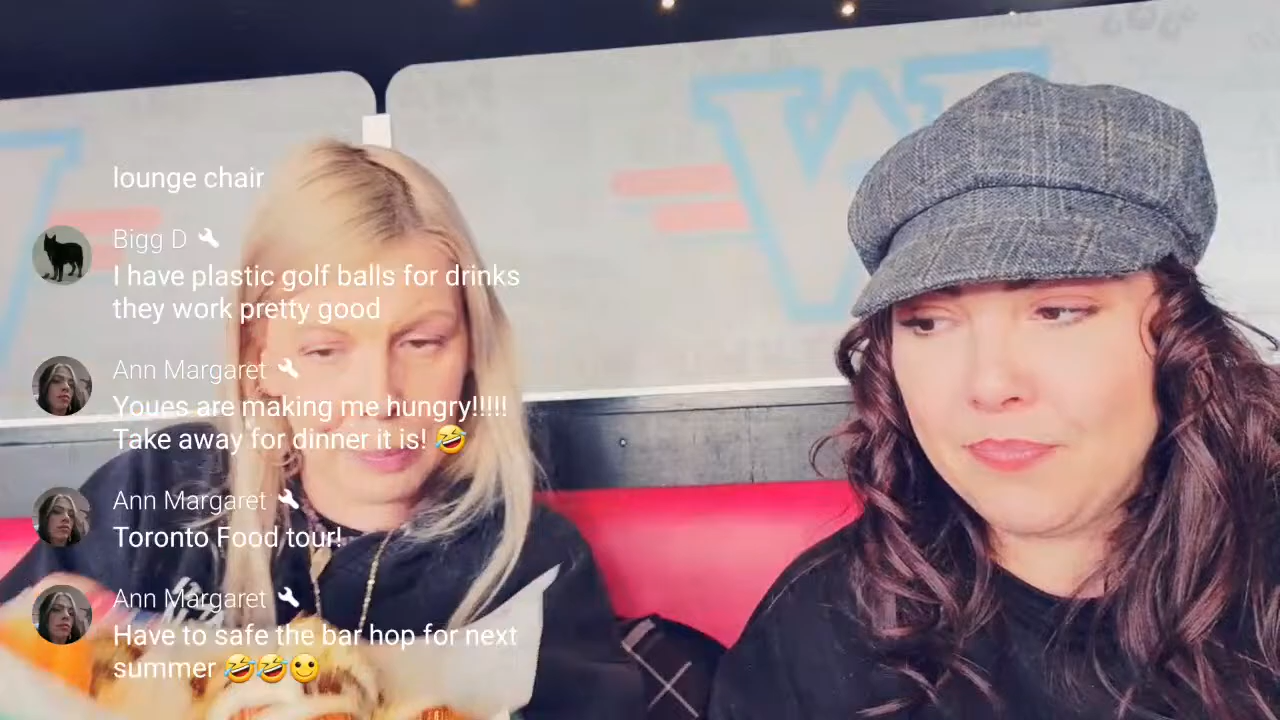 lounge chair
Bigg D
I have plastic golf balls for drinks
they work pretty good
Ann Margaret
Youes are making me hungry!!!!!
Take away for dinner it is! 🤣
Ann Margaret
Toronto Food tour!
Ann Margaret
Have to safe the bar hop for next
summer 🤣🤣🙂
W